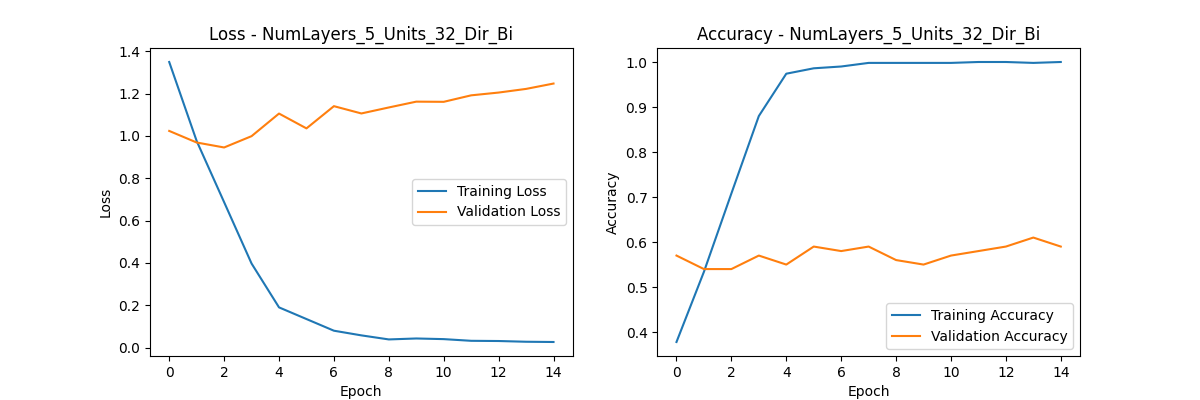 Loss - NumLayers_5_Units_32_Dir_Bi
1.4
1.2
1.0
0.8
0.6
0.4
0.2
0.0
Loss
Training Loss
Validation Loss
0 2 4 6 8 10 12 14
Epoch
Accuracy - NumLayers_5_Units_32_Dir_Bi
1.0
0.9
0.8
0.7
0.6
0.5
0.4
Accuracy
Training Accuracy
Validation Accuracy
0 2 4 6 8 10 12 14
Epoch